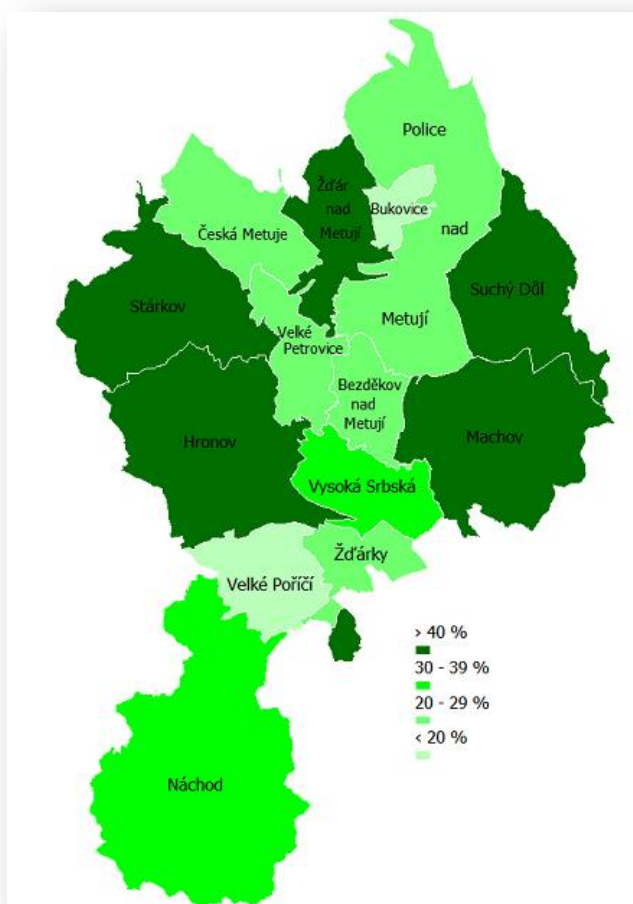 Police
nad
Metují
Žďár
nad
Metují
Bukovice
Česká Metuje
Suchý Důl
Stárkov
Velké
Petrovice
Bezděkov
nad
Metují
Hronov
Machov
Vysoká Srbská
Žďárky
Velké Poříčí
Náchod
› 40 %
30 - 39 %
20 - 29 %
‹ 20 %